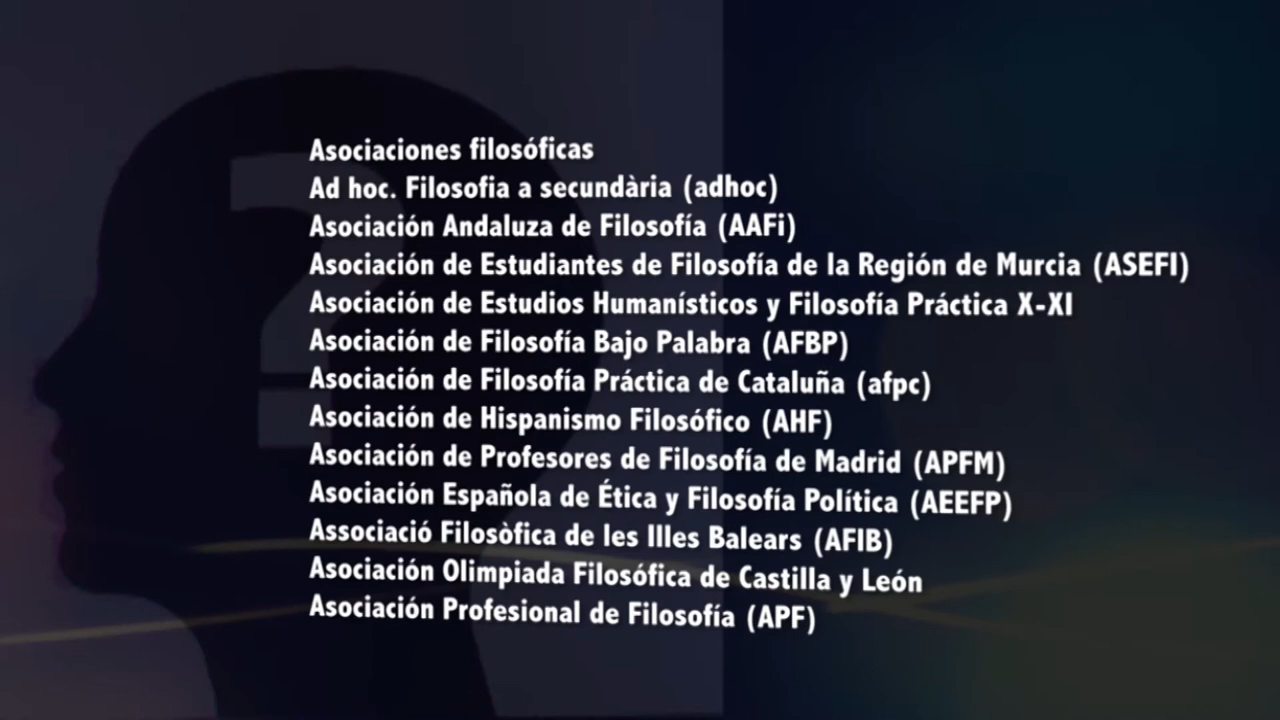 Asociaciones filosóficas
Ad hoc. Filosofia a secundària (adhoc)
Asociación Andaluza de Filosofía (AAFi)
Asociación de Estudiantes de Filosofía de la Región de Murcia (ASEFI)
Asociación de Estudios Humanísticos y Filosofía Práctica X-XI
Asociación de Filosofía Bajo Palabra (AFBP)
Asociación de Filosofía Práctica de Cataluña (afpc)
Asociación de Hispanismo Filosófico (AHF)
Asociación de Profesores de Filosofía de Madrid (APFM)
Asociación Española de Ética y Filosofía Política (AEEFP)
Associació Filosòfica de les Illes Balears (AFIB)
Asociación Olimpiada Filosófica de Castilla y León
Asociación Profesional de Filosofía (APF)